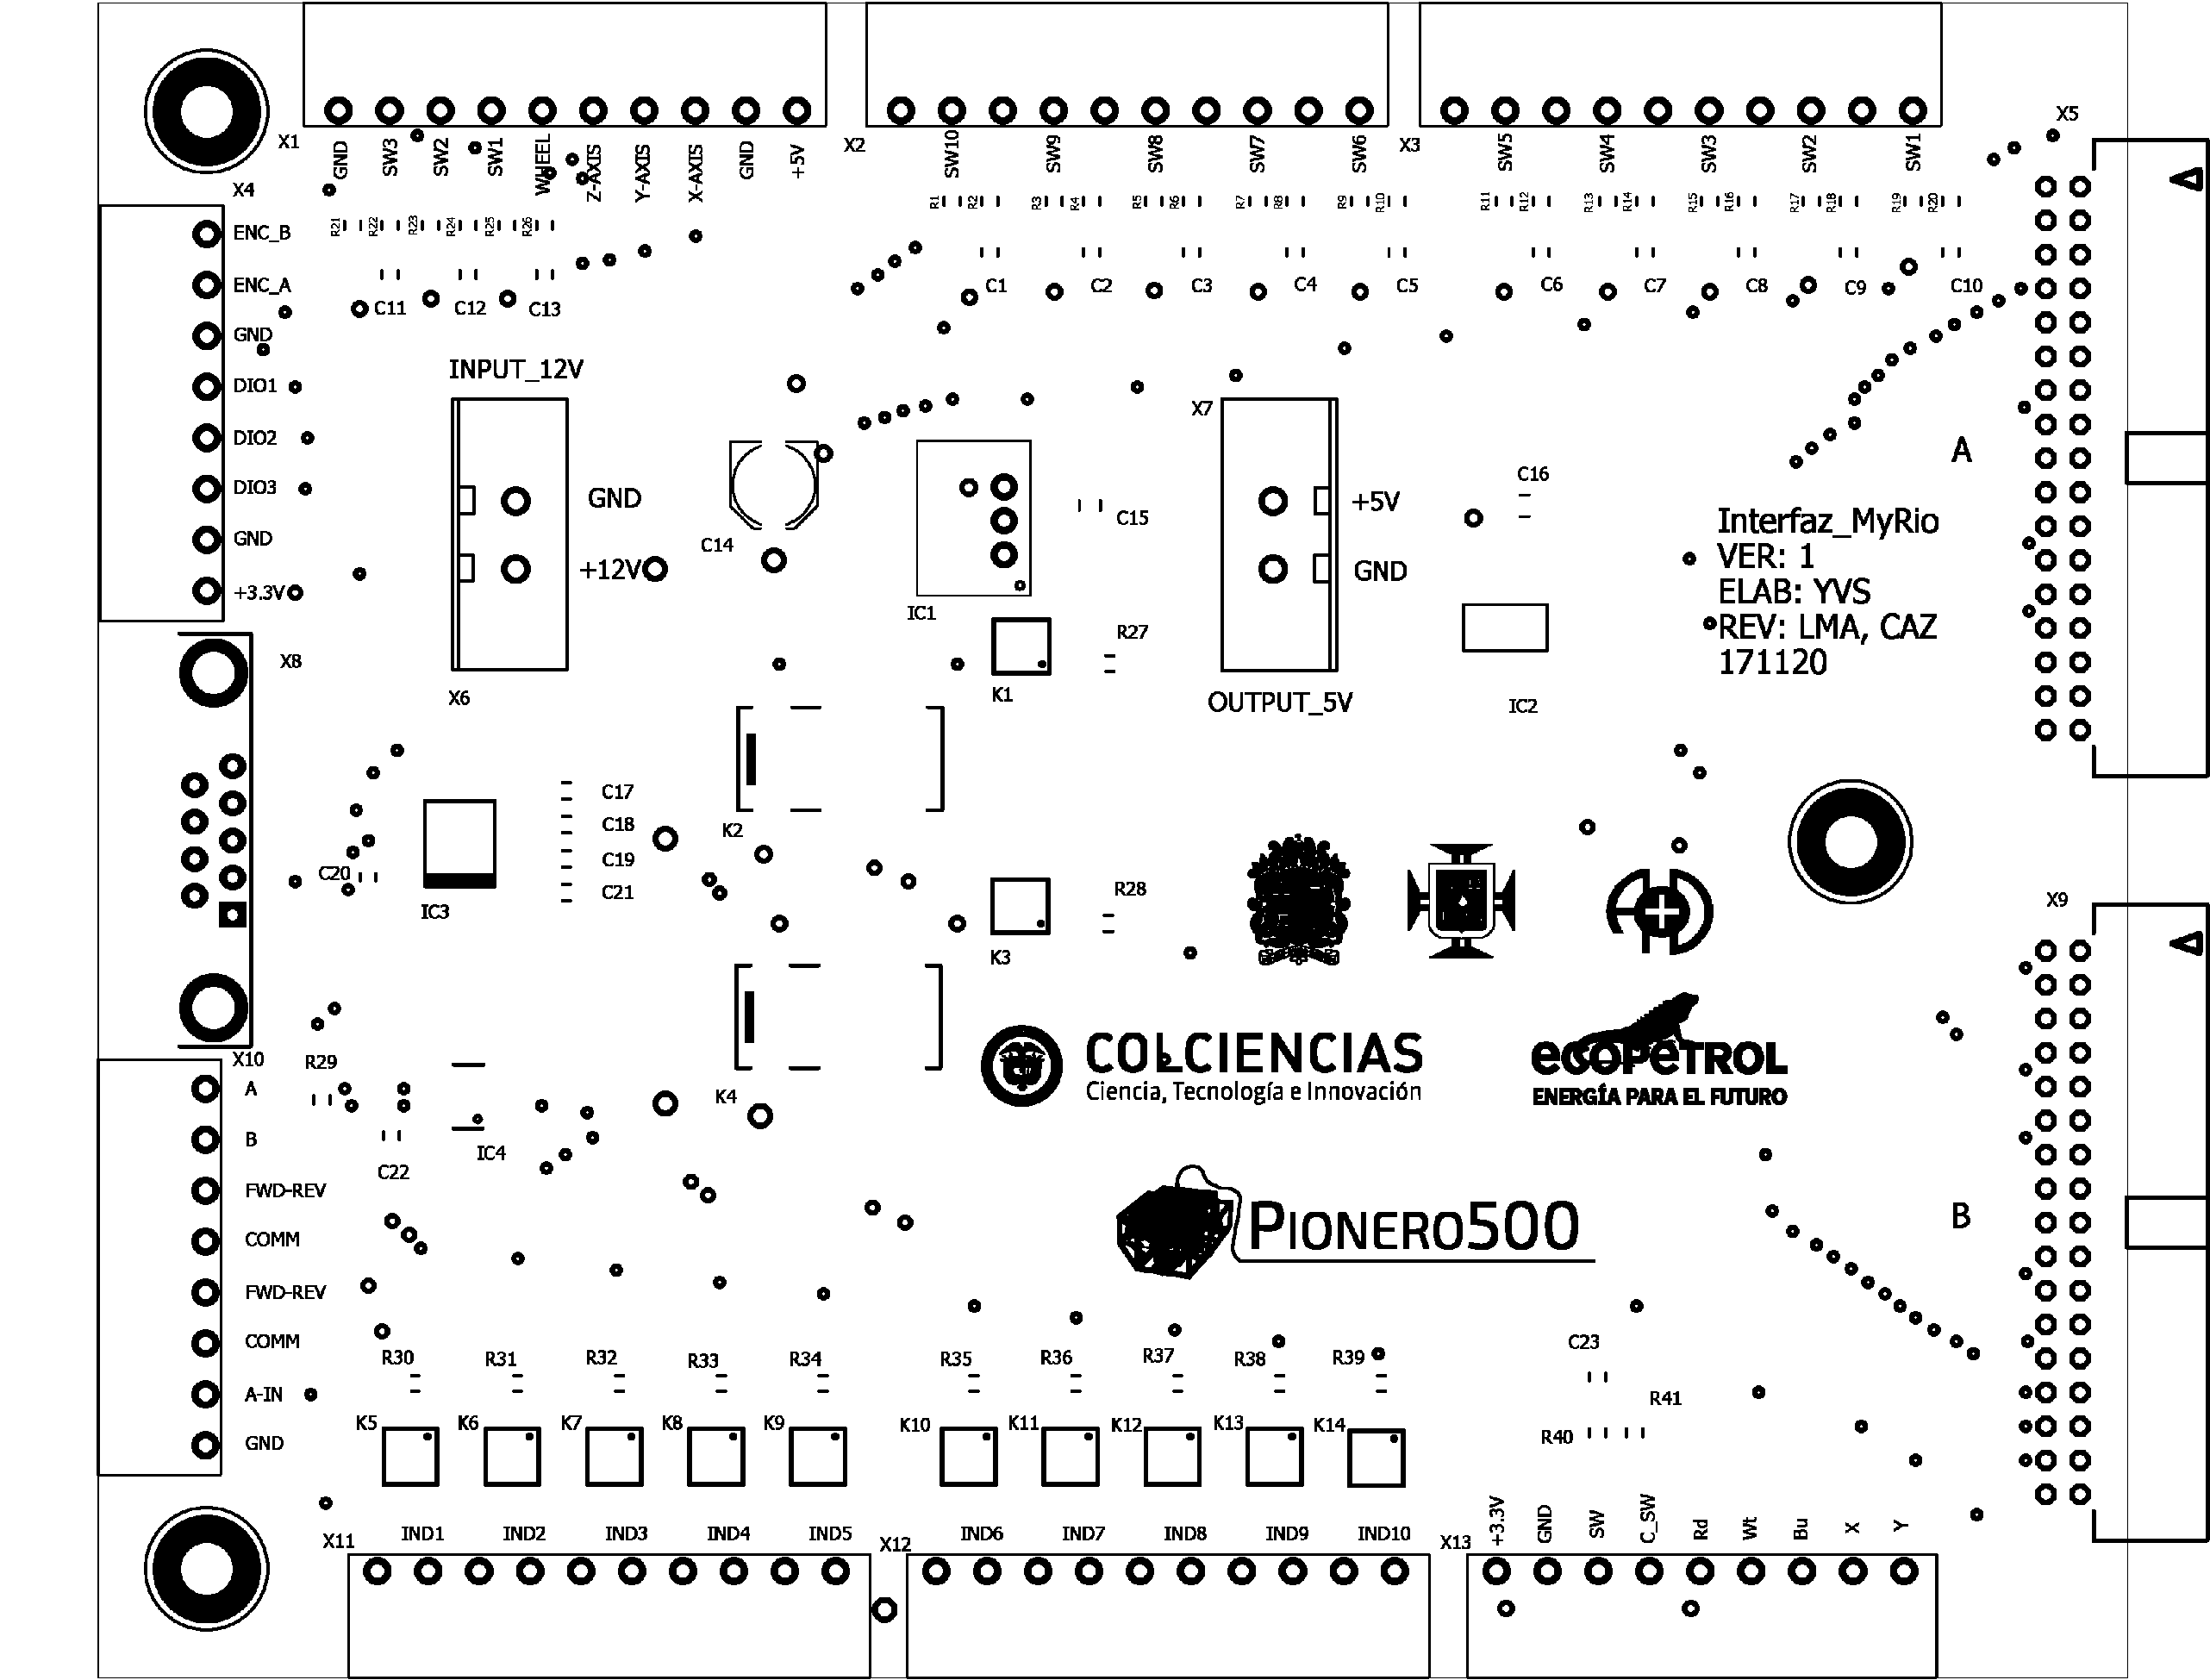 X1
GND
SW3
SW2
SW1
WHEEL
Z-AXIS
Y-AXIS
X-AXIS
GND
+5V
X2
SW10
SW9
SW8
SW7
SW6
X3
SW5
SW4
SW3
SW2
SW1
X5
X4
R21
R22
R23
R24
R25
R26
R1
R2
R3
R4
R5
R6
R7
R8
R9
R10
R11
R12
R13
R14
R15
R16
R17
R18
R19
R20
ENC_B
ENC_A
GND
DIO1
DIO2
DIO3
GND
+3.3V
C11
C12
C13
C1
C2
C3
C4
C5
C6
C7
C8
C9
C10
INPUT_12V
GND
+12V
X6
C14
IC1
C15
X7
+5V
GND
OUTPUT_5V
C16
IC2
A
Interfaz_MyRio
VER: 1
ELAB: YVS
REV: LMA, CAZ
171120
K1
R27
X8
K2
C17
C18
C19
C21
C20
IC3
K3
R28
X9
COLCIENCIAS
Ciencia, Tecnología e Innovación
ecopetrol
ENERGÍA PARA EL FUTURO
X10
A
B
FWD-REV
COMM
FWD-REV
COMM
A-IN
GND
R29
C22
IC4
K4
PIONERO500
B
R30
R31
R32
R33
R34
R35
R36
R37
R38
R39
C23
R41
R40
K5
K6
K7
K8
K9
K10
K11
K12
K13
K14
X11
IND1
IND2
IND3
IND4
IND5
X12
IND6
IND7
IND8
IND9
IND10
X13
+3.3V
GND
SW
C_SW
Rd
Wt
Bu
X
Y